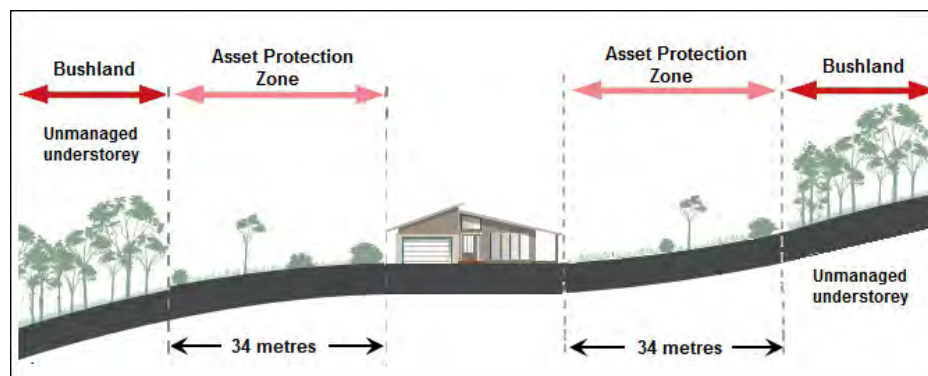 Bushland
Asset Protection
Zone
Asset Protection
Zone
Bushland
Unmanaged
understorey
Unmanaged
understorey
34 metres
34 metres